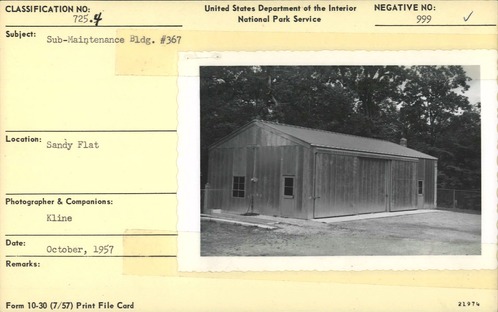 CLASSIFICATION NO:
725.4
United States Department of the Interior
National Park Service
NEGATIVE NO:
999 ✓
Subject:
Sub-Maintenance Bldg. #367
Location:
Sandy Flat
Photographer & Companions:
Kline
Date:
October, 1957
Remarks:
Form 10-30 (7/57) Print File Card
21974